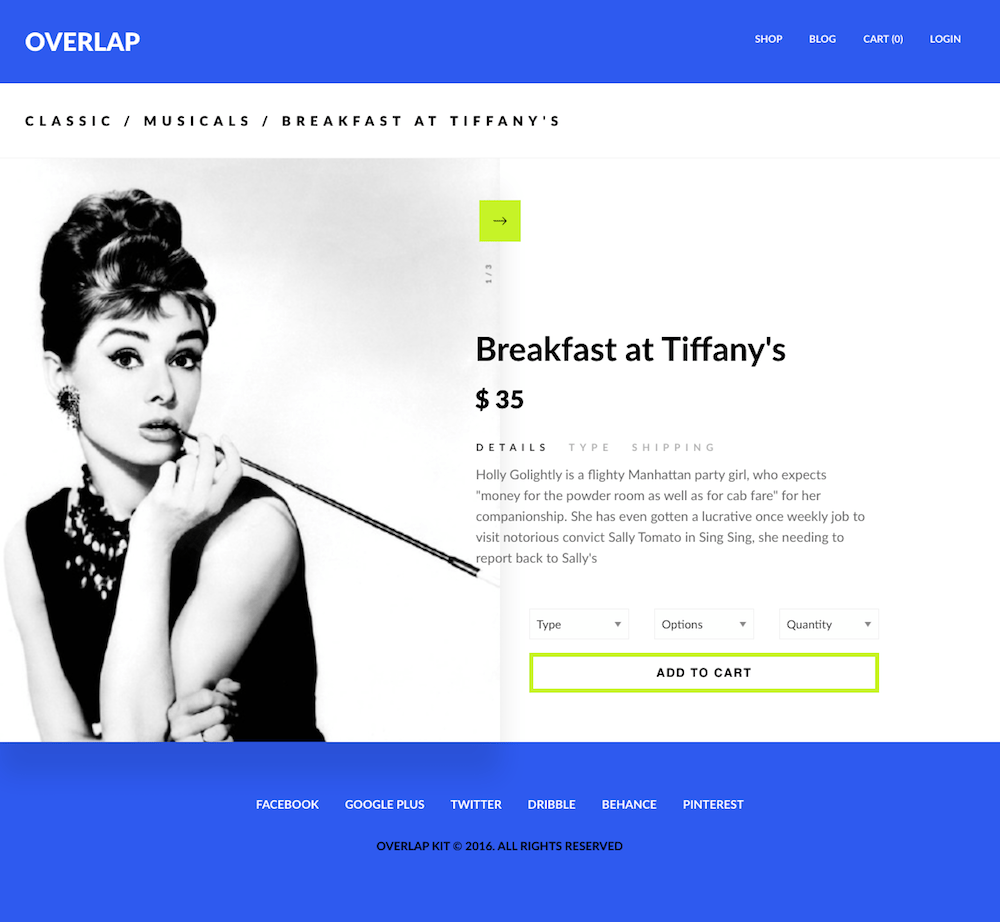 OVERLAP
SHOP BLOG CART (0) LOGIN
CLASSIC / MUSICALS / BREAKFAST AT TIFFANY'S
1 / 3
Breakfast at Tiffany's
$ 35
DETAILS TYPE SHIPPING
Holly Golightly is a flighty Manhattan party girl, who expects
"money for the powder room as well as for cab fare" for her
companionship. She has even gotten a lucrative once weekly job to
visit notorious convict Sally Tomato in Sing Sing, she needing to
report back to Sally's
Type Options Quantity
ADD TO CART
FACEBOOK GOOGLE PLUS TWITTER DRIBBLE BEHANCE PINTEREST
OVERLAP KIT © 2016. ALL RIGHTS RESERVED